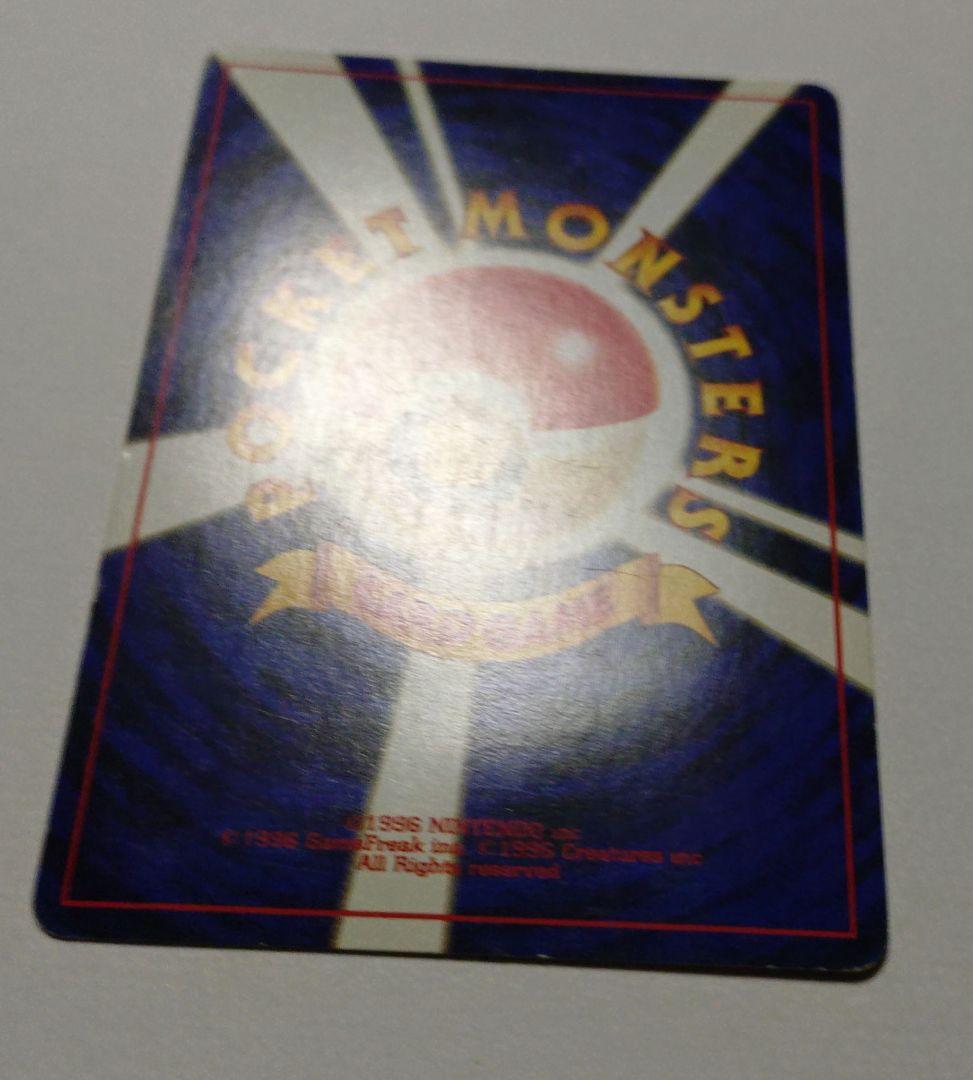 POCKET MONSTERS
CARD GAME
©1996 NINTENDO inc
©1996 GameFreak inc. ©1996 Creatures inc
All Rights reserved